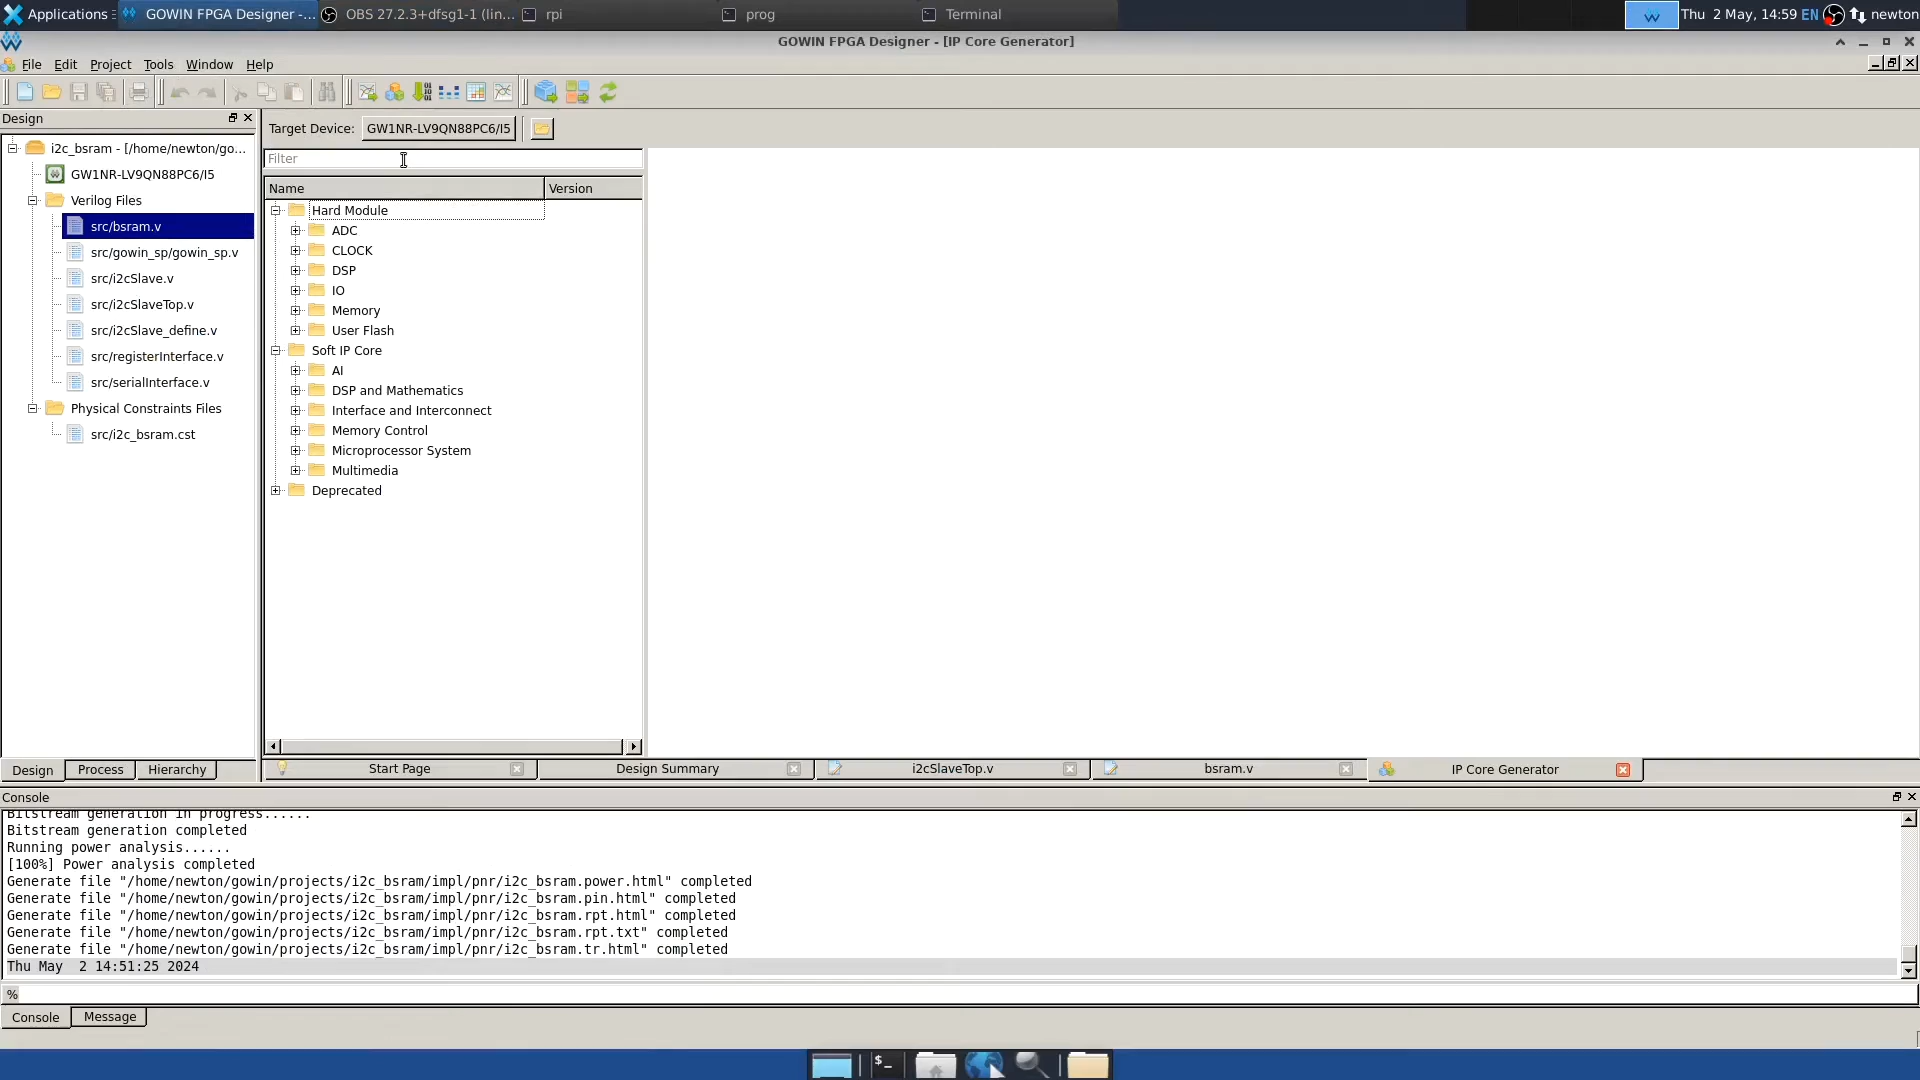 Applications
GOWIN FPGA Designer -...
OBS 27.2.3+dfsg1-1 (lin...
rpi
prog
Terminal
Thu 2 May, 14:59 EN
newton
GOWIN FPGA Designer - [IP Core Generator]
File Edit Project Tools Window Help
Design
Target Device: GW1NR-LV9QN88PC6/I5
i2c_bsram - [/home/newton/go...
GW1NR-LV9QN88PC6/I5
Verilog Files
src/bsram.v
src/gowin_sp/gowin_sp.v
src/i2cSlave.v
src/i2cSlaveTop.v
src/i2cSlave_define.v
src/registerInterface.v
src/serialInterface.v
Physical Constraints Files
src/i2c_bsram.cst
Filter
Name Version
Hard Module
ADC
CLOCK
DSP
IO
Memory
User Flash
Soft IP Core
AI
DSP and Mathematics
Interface and Interconnect
Memory Control
Microprocessor System
Multimedia
Deprecated
Design Process Hierarchy
Start Page
Design Summary
i2cSlaveTop.v
bsram.v
IP Core Generator
Console
Bitstream generation in progress......
Bitstream generation completed
Running power analysis......
[100%] Power analysis completed
Generate file "/home/newton/gowin/projects/i2c_bsram/impl/pnr/i2c_bsram.power.html" completed
Generate file "/home/newton/gowin/projects/i2c_bsram/impl/pnr/i2c_bsram.pin.html" completed
Generate file "/home/newton/gowin/projects/i2c_bsram/impl/pnr/i2c_bsram.rpt.html" completed
Generate file "/home/newton/gowin/projects/i2c_bsram/impl/pnr/i2c_bsram.rpt.txt" completed
Generate file "/home/newton/gowin/projects/i2c_bsram/impl/pnr/i2c_bsram.tr.html" completed
Thu May  2 14:51:25 2024
%
Console Message